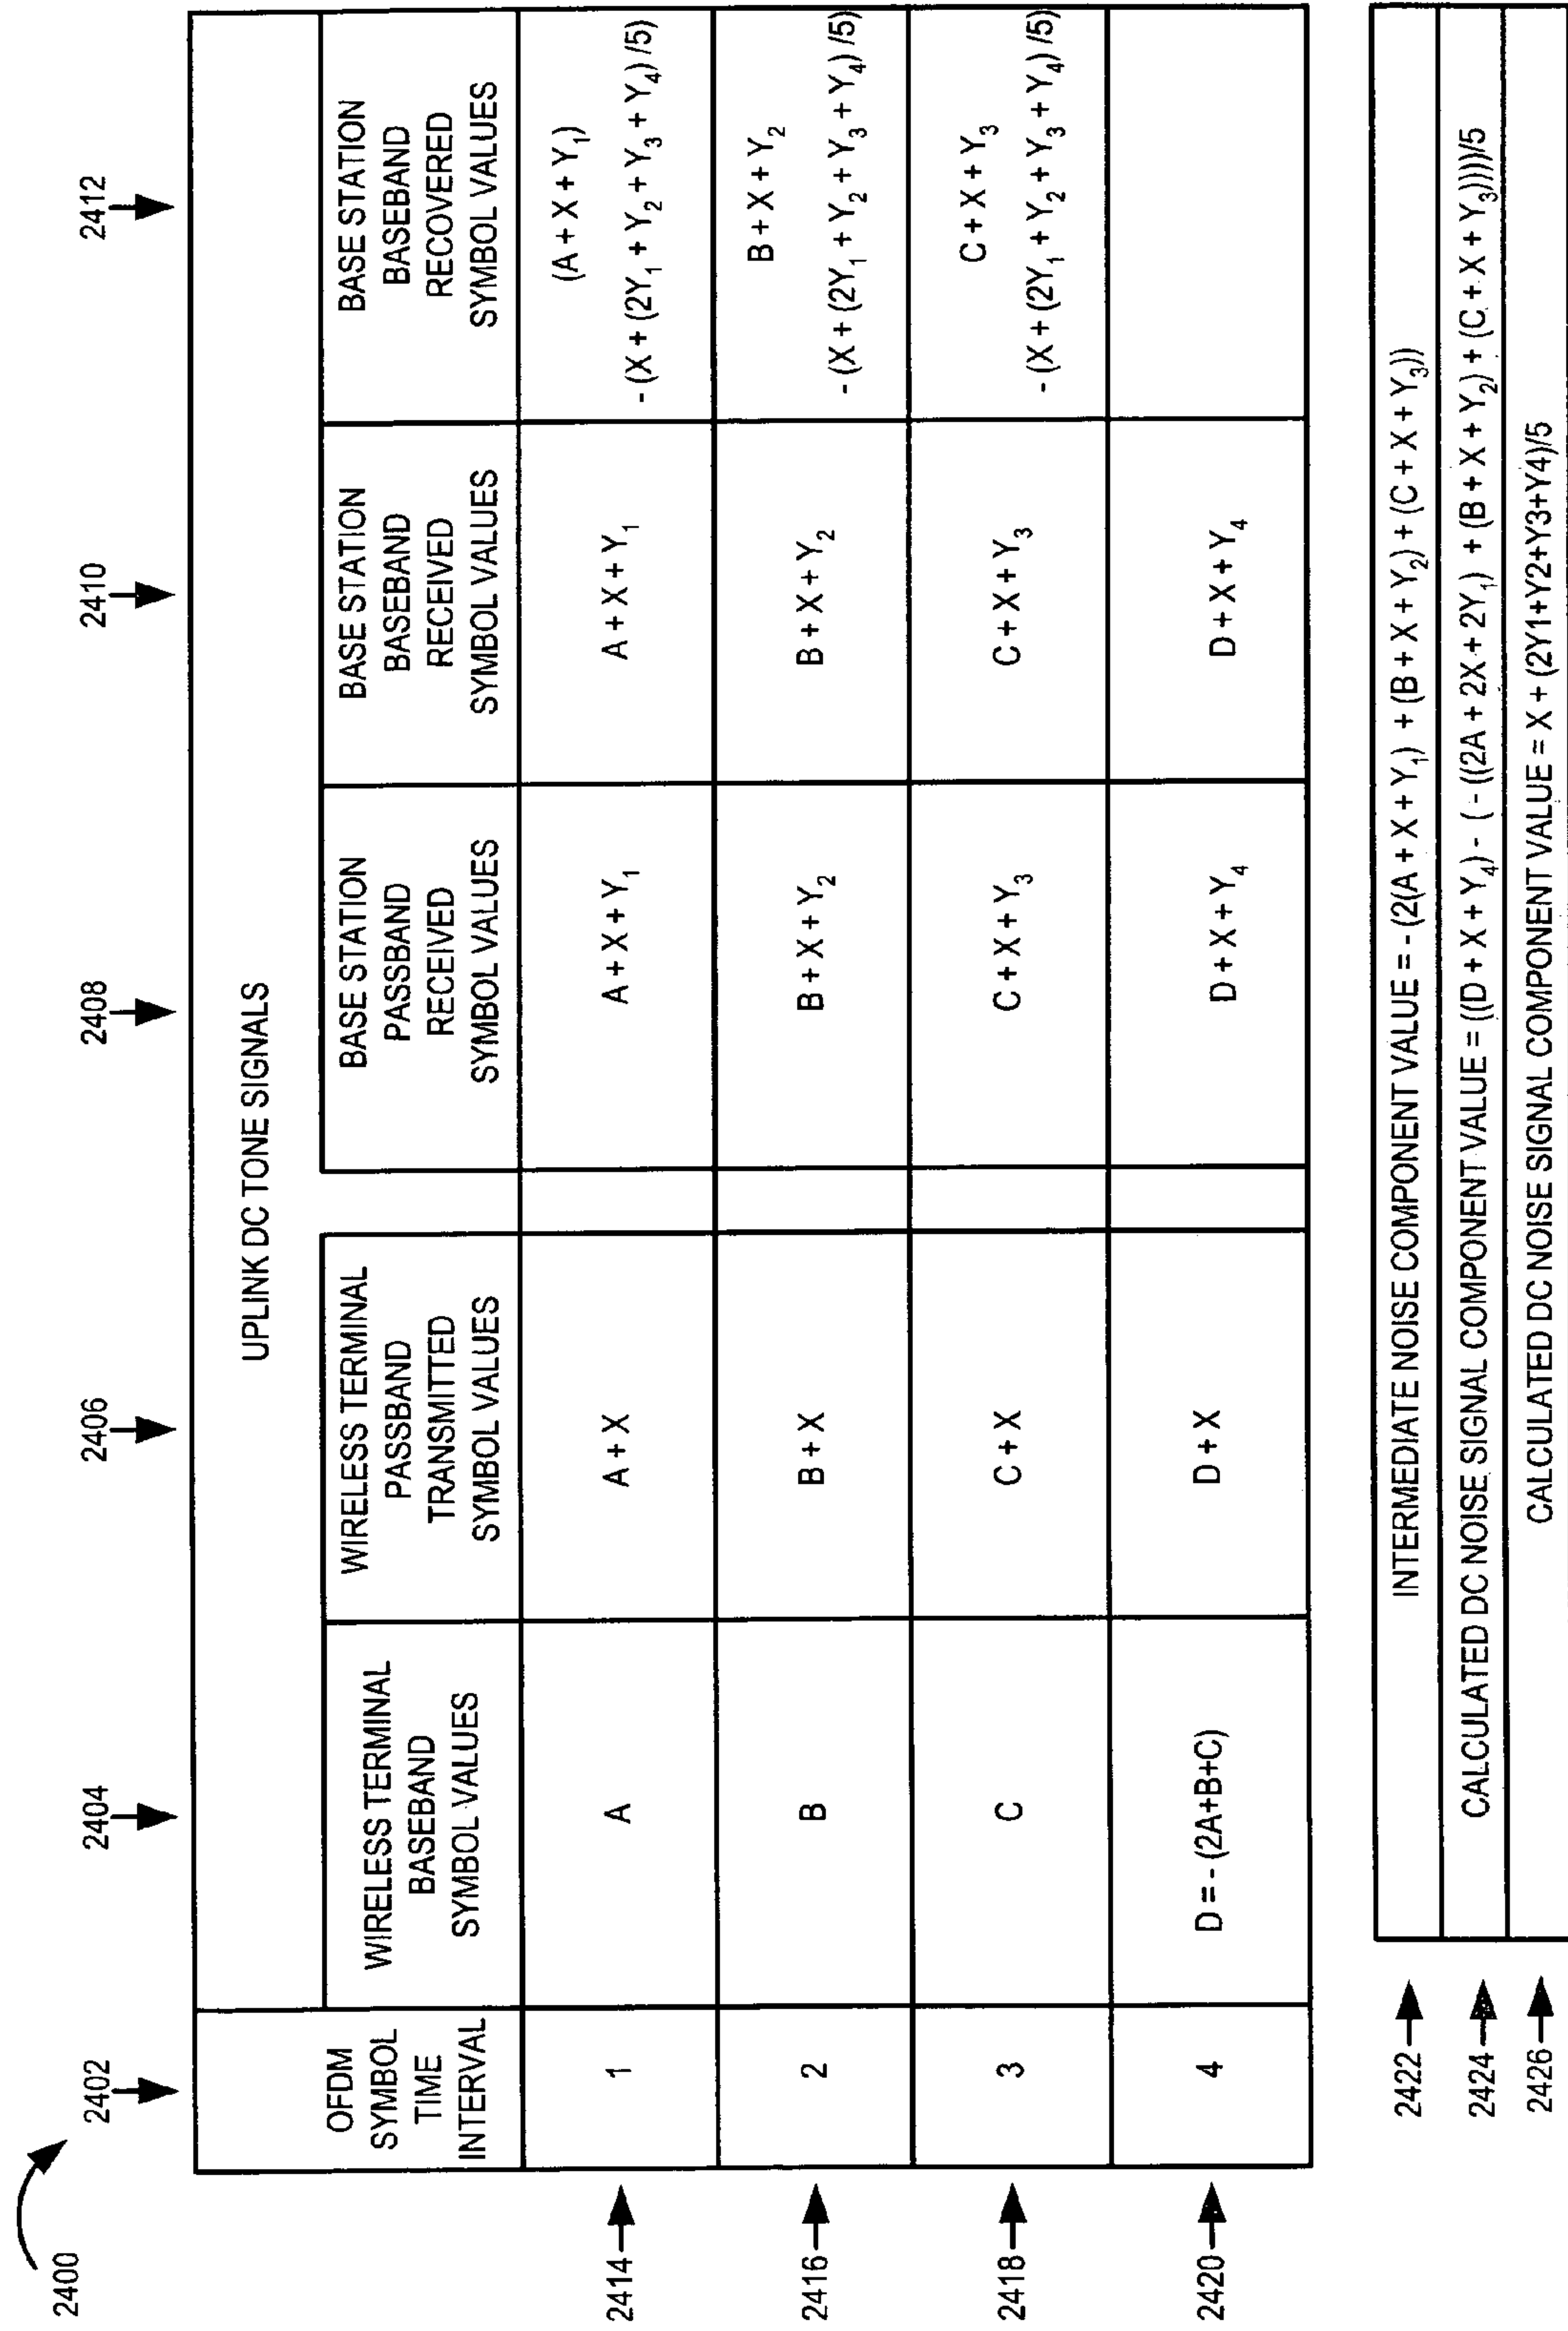 2400
2402
2404
2406
2408
2410
2412
UPLINK DC TONE SIGNALS
OFDM
SYMBOL
TIME
INTERVAL
WIRELESS TERMINAL
BASEBAND
SYMBOL VALUES
WIRELESS TERMINAL
PASSBAND
TRANSMITTED
SYMBOL VALUES
BASE STATION
PASSBAND
RECEIVED
SYMBOL VALUES
BASE STATION
BASEBAND
RECEIVED
SYMBOL VALUES
BASE STATION
BASEBAND
RECOVERED
SYMBOL VALUES
2414
1
A
A + X
A + X + Y₁
A + X + Y₁
(A + X + Y₁)
- (X + (2Y₁ + Y₂ + Y₃ + Y₄) /5)
2416
2
B
B + X
B + X + Y₂
B + X + Y₂
B + X + Y₂
- (X + (2Y₁ + Y₂ + Y₃ + Y₄) /5)
2418
3
C
C + X
C + X + Y₃
C + X + Y₃
C + X + Y₃
- (X + (2Y₁ + Y₂ + Y₃ + Y₄) /5)
2420
4
D = - (2A+B+C)
D + X
D + X + Y₄
D + X + Y₄
2422
INTERMEDIATE NOISE COMPONENT VALUE = - (2(A + X + Y₁) + (B + X + Y₂) + (C + X + Y₃))
2424
CALCULATED DC NOISE SIGNAL COMPONENT VALUE = ((D + X + Y₄) - ( - ((2A + 2X + 2Y₁) + (B + X + Y₂) + (C + X + Y₃))))/5
2426
CALCULATED DC NOISE SIGNAL COMPONENT VALUE = X + (2Y1+Y2+Y3+Y4)/5